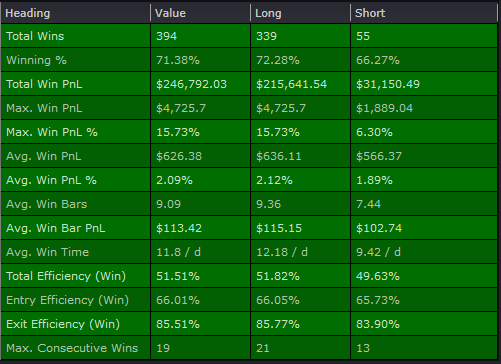 Heading Value Long Short
Total Wins 394 339 55
Winning % 71.38% 72.28% 66.27%
Total Win PnL $246,792.03 $215,641.54 $31,150.49
Max. Win PnL $4,725.7 $4,725.7 $1,889.04
Max. Win PnL % 15.73% 15.73% 6.30%
Avg. Win PnL $626.38 $636.11 $566.37
Avg. Win PnL % 2.09% 2.12% 1.89%
Avg. Win Bars 9.09 9.36 7.44
Avg. Win Bar PnL $113.42 $115.15 $102.74
Avg. Win Time 11.8 / d 12.18 / d 9.42 / d
Total Efficiency (Win) 51.51% 51.82% 49.63%
Entry Efficiency (Win) 66.01% 66.05% 65.73%
Exit Efficiency (Win) 85.51% 85.77% 83.90%
Max. Consecutive Wins 19 21 13